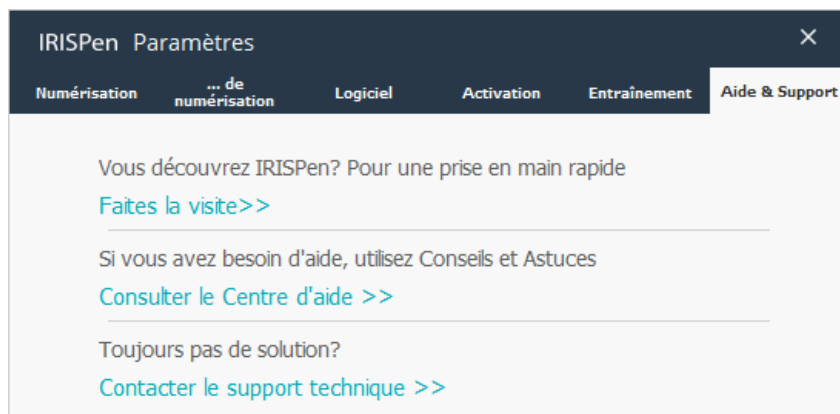 IRISPen Paramètres
Numérisation
... de
numérisation
Logiciel
Activation
Entraînement
Aide & Support
Vous découvrez IRISPen? Pour une prise en main rapide
Faites la visite>>
Si vous avez besoin d'aide, utilisez Conseils et Astuces
Consulter le Centre d'aide >>
Toujours pas de solution?
Contacter le support technique >>